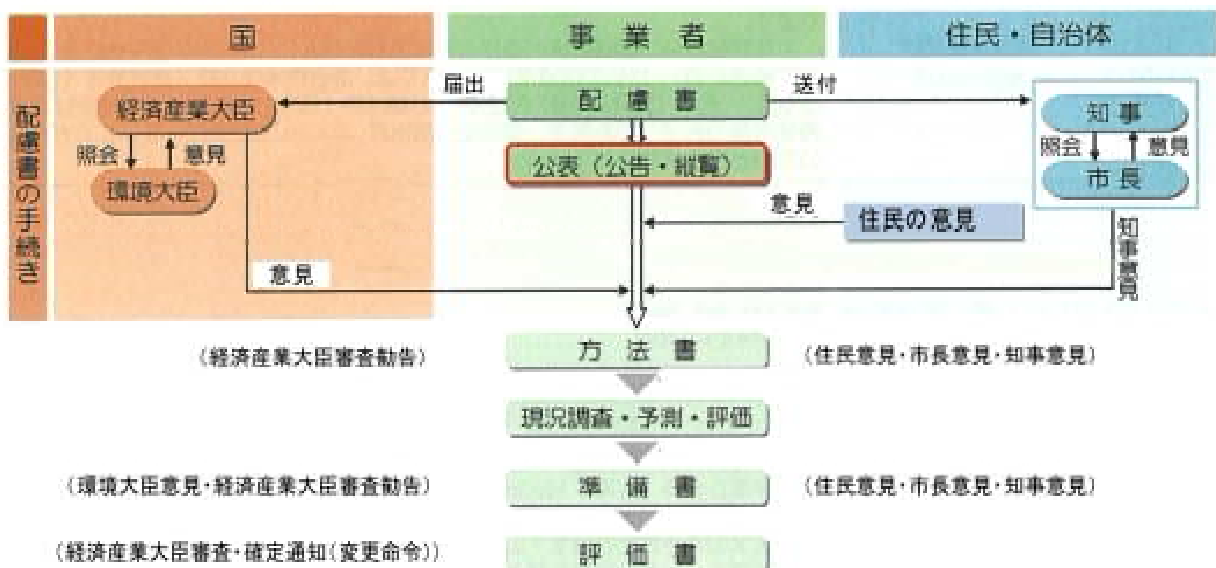 国
事業者
住民・自治体
配慮書の手続き
届出
配慮書
送付
経済産業大臣
知事
照会
意見
照会
意見
公表（公告・縦覧）
環境大臣
市長
意見
住民の意見
知事意見
意見
（経済産業大臣審査勧告）
方法書
（住民意見・市長意見・知事意見）
現況調査・予測・評価
（環境大臣意見・経済産業大臣審査勧告）
準備書
（住民意見・市長意見・知事意見）
（経済産業大臣審査・確定通知（変更命令））
評価書